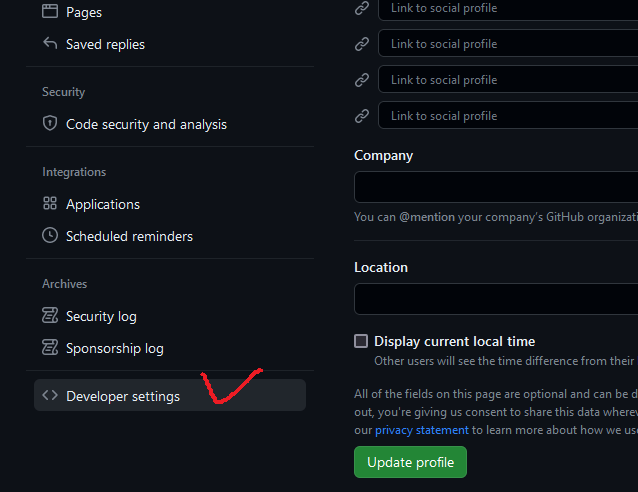 Pages
Saved replies
Security
Code security and analysis
Integrations
Applications
Scheduled reminders
Archives
Security log
Sponsorship log
Developer settings
Link to social profile
Link to social profile
Link to social profile
Link to social profile
Company
You can @mention your company's GitHub
Location
Display current local time
Other users will see the time difference from their
All of the fields on this page are optional and can be
out, you're giving us consent to share this data
our privacy statement to learn more about how we
Update profile